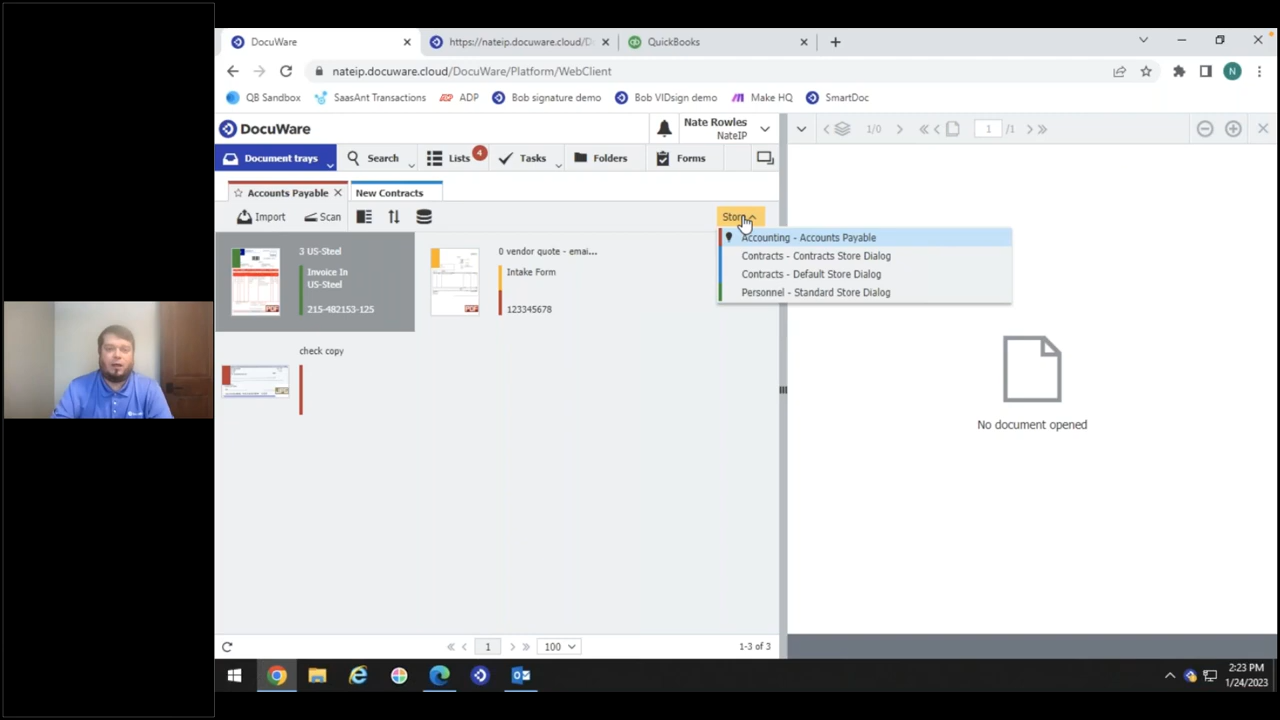 DocuWare
https://nateip.docuware.cloud/D
QuickBooks
nateip.docuware.cloud/DocuWare/Platform/WebClient
N
QB Sandbox
SaasAnt Transactions
ADP
Bob signature demo
Bob VIDsign demo
Make HQ
SmartDoc
DocuWare
Nate Rowles
NateIP
1/0
1
/1
Document trays
Search
Lists
4
Tasks
Folders
Forms
Accounts Payable
New Contracts
Import
Scan
Store
Accounting - Accounts Payable
Contracts - Contracts Store Dialog
Contracts - Default Store Dialog
Personnel - Standard Store Dialog
3 US-Steel
Invoice In
US-Steel
215-482153-125
PDF
0 vendor quote - emai...
Intake Form
123345678
PDF
check copy
No document opened
1
100
1-3 of 3
2:23 PM
1/24/2023